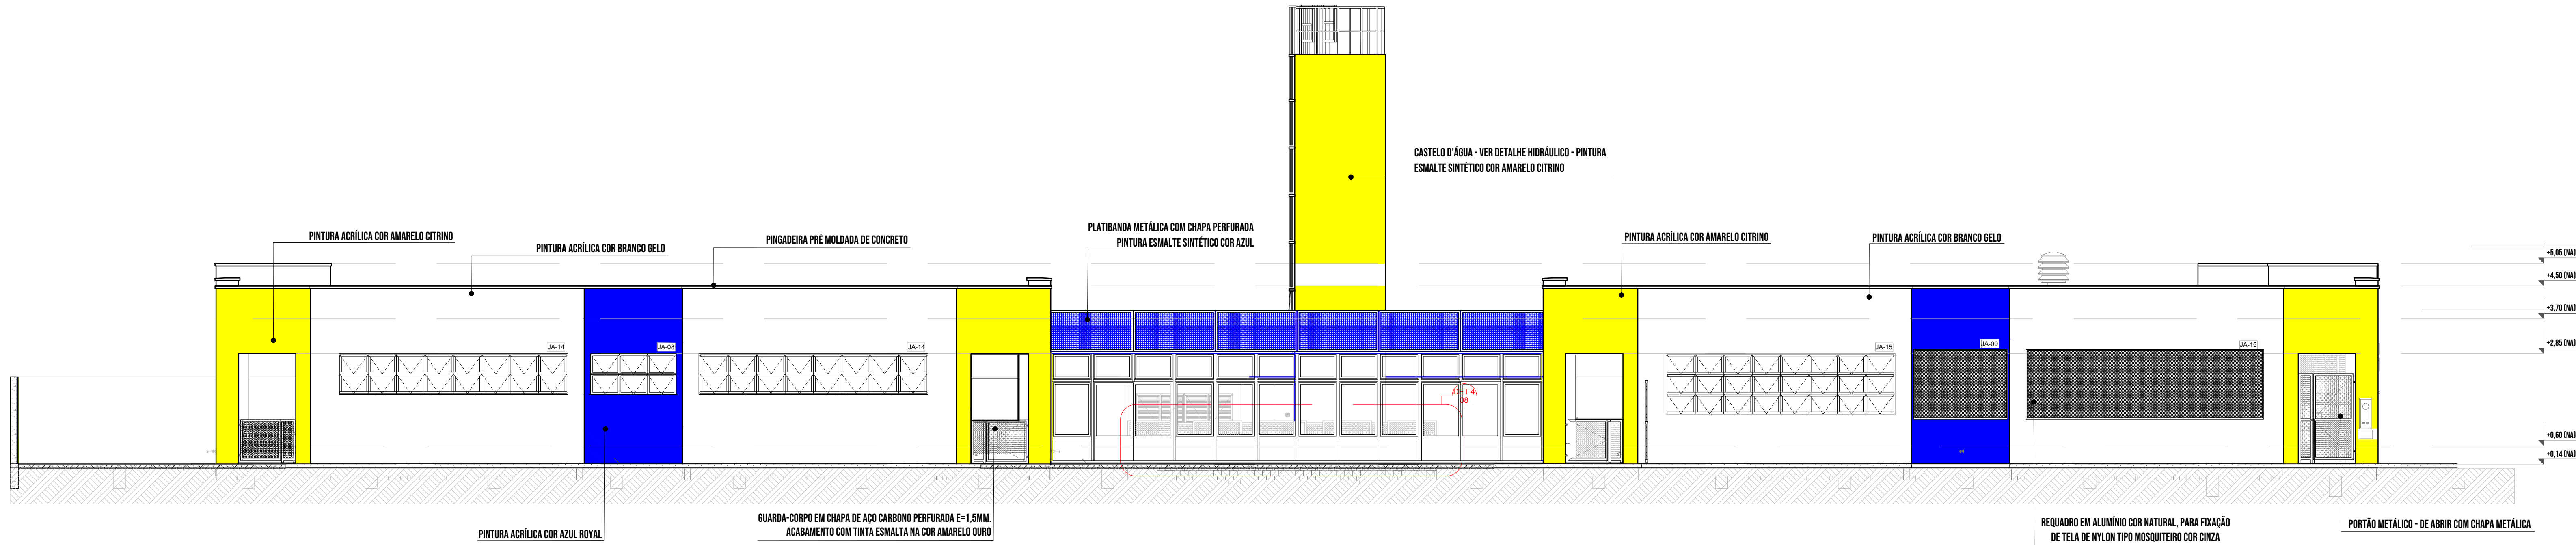 CASTELO D'ÁGUA - VER DETALHE HIDRÁULICO - PINTURA
ESMALTE SINTÉTICO COR AMARELO CITRINO
PINTURA ACRÍLICA COR AMARELO CITRINO
PINTURA ACRÍLICA COR BRANCO GELO
PINGADEIRA PRÉ MOLDADA DE CONCRETO
PLATIBANDA METÁLICA COM CHAPA PERFURADA
PINTURA ESMALTE SINTÉTICO COR AZUL
PINTURA ACRÍLICA COR AMARELO CITRINO
PINTURA ACRÍLICA COR BRANCO GELO
+5,05 (NA)
+4,50 (NA)
+3,70 (NA)
+2,85 (NA)
+0,60 (NA)
+0,14 (NA)
JA-14
JA-08
JA-14
JA-15
JA-09
JA-15
DET 4
08
PINTURA ACRÍLICA COR AZUL ROYAL
GUARDA-CORPO EM CHAPA DE AÇO CARBONO PERFURADA E=1,5MM.
ACABAMENTO COM TINTA ESMALTA NA COR AMARELO OURO
REQUADRO EM ALUMÍNIO COR NATURAL, PARA FIXAÇÃO
DE TELA DE NYLON TIPO MOSQUITEIRO COR CINZA
PORTÃO METÁLICO - DE ABRIR COM CHAPA METÁLICA